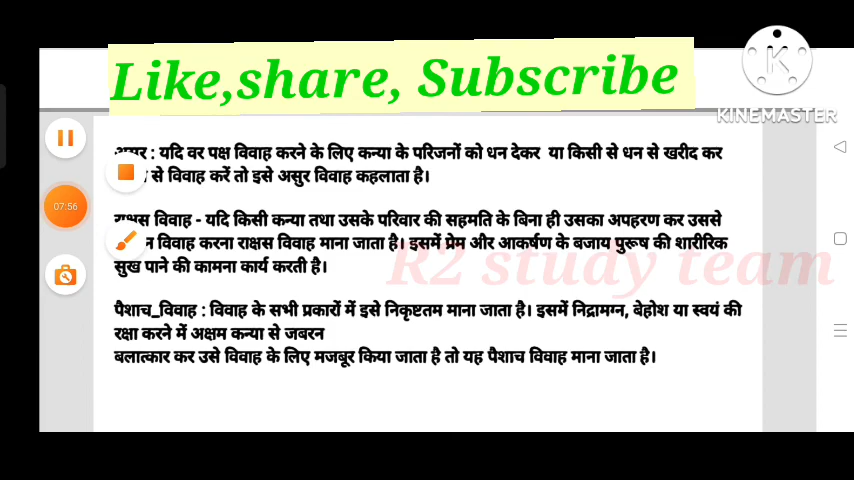 Like,share, Subscribe
KINEMASTER
यदि वर पक्ष विवाह करने के लिए कन्या के परिजनों को धन देकर या किसी से धन से खरीद कर
से विवाह करें तो इसे असुर विवाह कहलाता है।
07:56
विवाह - यदि किसी कन्या तथा उसके परिवार की सहमति के बिना ही उसका अपहरण कर उससे
विवाह करना राक्षस विवाह माना जाता है। इसमें प्रेम और आकर्षण के बजाय पुरूष की शारीरिक
सुख पाने की कामना कार्य करती है।
R2 study team
पैशाच_विवाह : विवाह के सभी प्रकारों में इसे निकृष्टतम माना जाता है। इसमें निद्रामग्न, बेहोश या स्वयं की
रक्षा करने में अक्षम कन्या से जबरन
बलात्कार कर उसे विवाह के लिए मजबूर किया जाता है तो यह पैशाच विवाह माना जाता है।